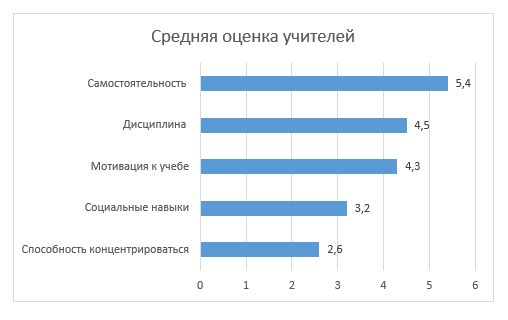 Средняя оценка учителей
Самостоятельность 5,4
Дисциплина 4,5
Мотивация к учебе 4,3
Социальные навыки 3,2
Способность концентрироваться 2,6
0 1 2 3 4 5 6